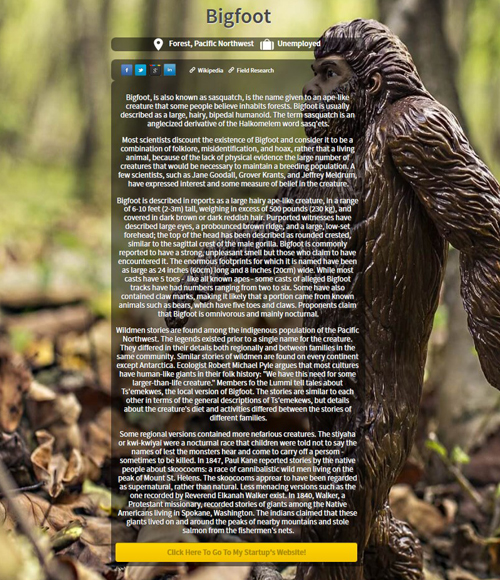 Bigfoot
Forest, Pacific Northwest Unemployed
Wikipedia Field Research
Bigfoot, is also known as sasquatch, is the name given to an ape-like
creature that some people believe inhabits forests. Bigfoot is usually
described as a large, hairy, bipedal humanoid. The term sasquatch is an
anglecized derivative of the Halkomelem word sasq'ets.
Most scientists discount the existence of Bigfoot and consider it to be a
combination of folklore, misidentification, and hoax, rather that a living
animal, because of the lack of physical evidence the large number of
creatures that would be necessary to maintain a breeding population. A
few scientists, such as Jane Goodall, Grover Krants, and Jeffrey Meldrum,
have expressed interest and some measure of belief in the creature.
Bigfoot is described in reports as a large hairy ape-like creature, in a range
of 6-10 feet (2-3m) tall, weighing in excess of 500 pounds (230 kg), and
covered in dark brown or dark reddish hair. Purported witnesses have
described large eyes, a probounced brown ridge, and a large, low-set
forehead; the top of the head has been described as rounded crested,
similar to the sagittal crest of the male gorilla. Bigfoot is commonly
reported to have a strong, unpleasant smell but those who claim to have
encountered it. The enormous footprints for which it is named have been
as large as 24 inches (60cm) long and 8 inches (20cm) wide. While most
casts have 5 toes - like all known apes - some casts of alleged Bigfoot
tracks have had numbers ranging from two to six. Some have also
contained claw marks, making it likely that a portion came from known
animals such as bears, which have five toes and claws. Proponents claim
that Bigfoot is omnivorous and mainly nocturnal.
Wildmen stories are found among the indigenous population of the Pacific
Northwest. The legends existed prior to a single name for the creature.
They differed in their details both regionally and between families in the
same community. Similar stories of wildmen are found on every continent
except Antarctica. Ecologist Robert Michael Pyle argues that most cultures
have human-like giants in their folk history: "We have this need for some
larger-than-life creature." Members fo the Lummi tell tales about
Ts'emekwes, the local version of Bigfoot. The stories are similar to each
other in terms of the general descriptions of Ts'emekews, but details
about the creature's diet and activities differed between the stories of
different families.
Some regional versions contained more nefarious creatures. The stiyaha
or kwi-kwiyai were a nocturnal race that children were told not to say the
names of lest the monsters hear and come to carry off a person -
sometimes to be killed. In 1847, Paul Kane reported stories by the native
people about skoocooms: a race of cannibalistic wild men living on the
peak of Mount St. Helens. The skoocooms apprear to have been regarded
as supernatural, rather than natural. Less menacing versions such as the
one recorded by Reverend Elkanah Walker exist. In 1840, Walker, a
Protestant missionary, recorded stories of giants among the Native
Americans living in Spokane, Washington. The Indians claimed that these
giants lived on and around the peaks of nearby mountains and stole
salmon from the fishermen's nets.
Click Here To Go To My Startup's Website!